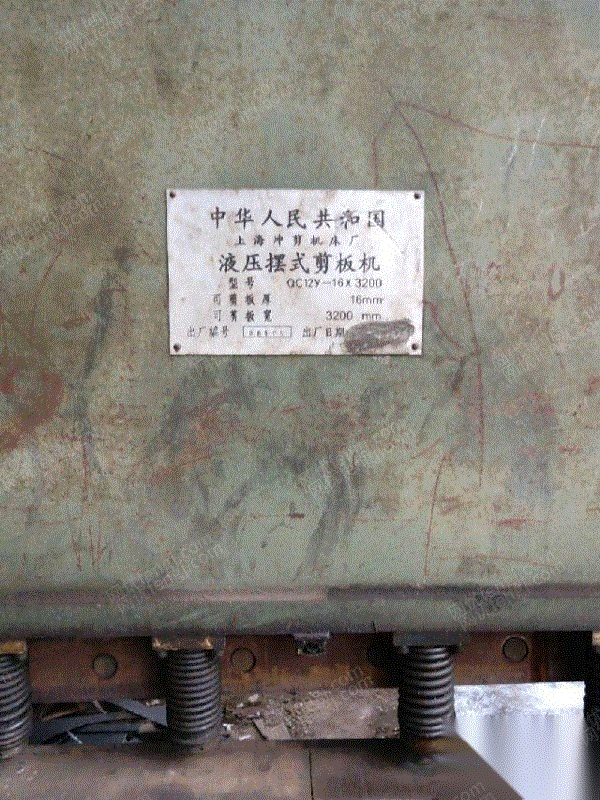 中华人民共和国
上海冲剪机床厂
液压摆式剪板机
型号 QC12Y-16X3200
可剪板厚 16mm
可剪板宽 3200 mm
出厂编号 出厂日期